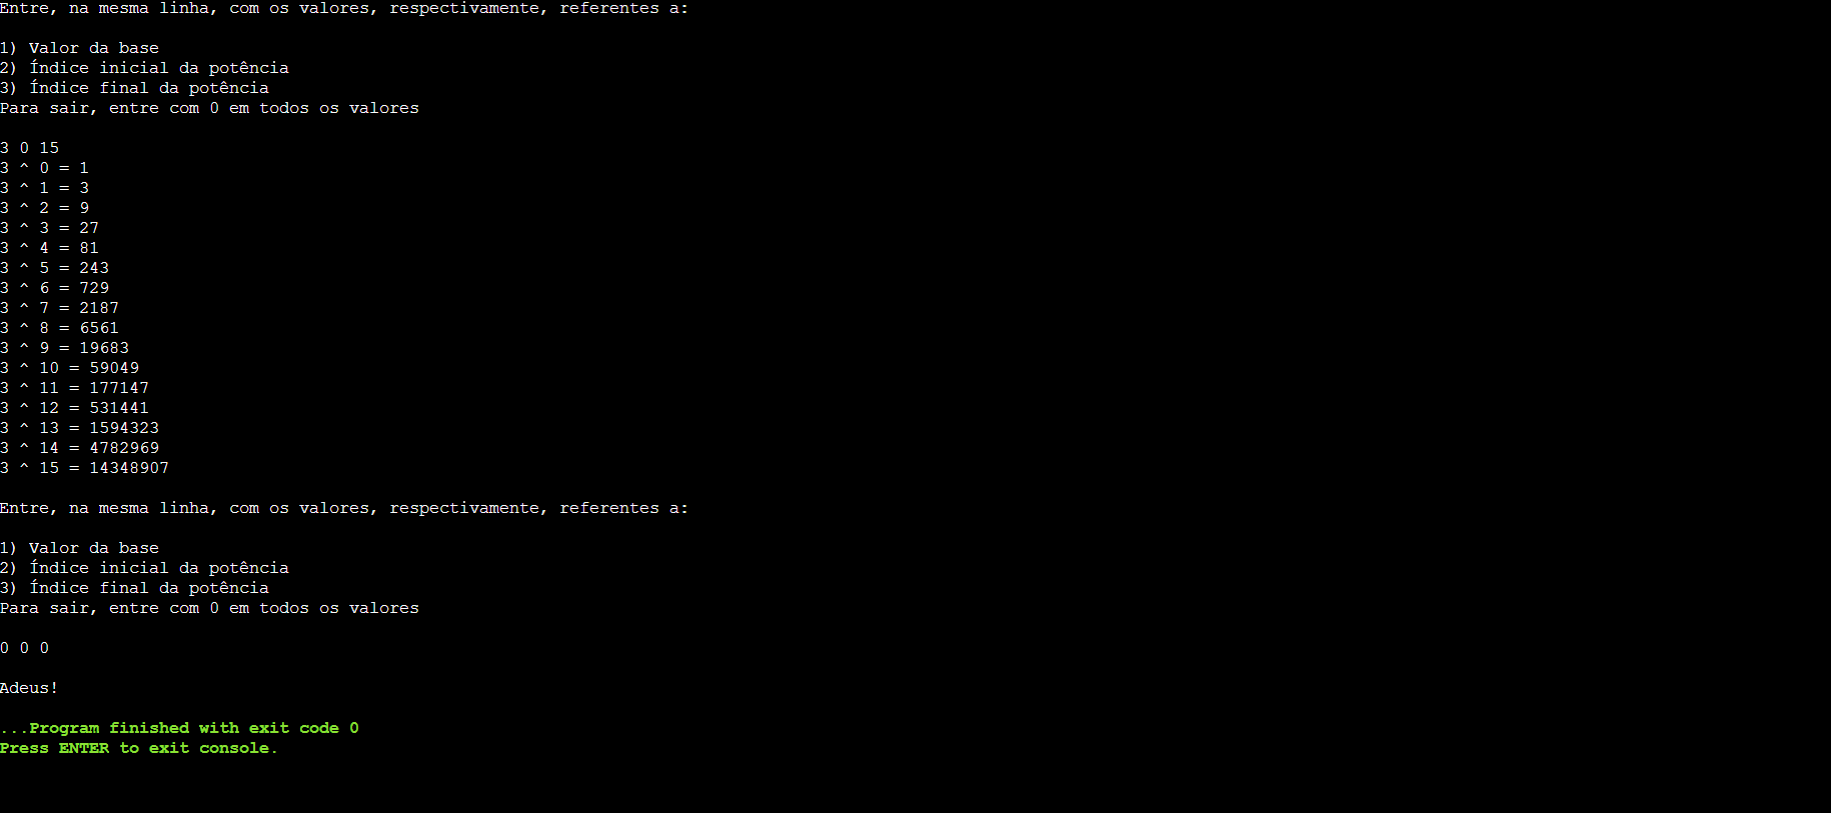 Entre, na mesma linha, com os valores, respectivamente, referentes a:
1) Valor da base
2) Índice inicial da potência
3) Índice final da potência
Para sair, entre com 0 em todos os valores
3 0 15
3 ^ 0 = 1
3 ^ 1 = 3
3 ^ 2 = 9
3 ^ 3 = 27
3 ^ 4 = 81
3 ^ 5 = 243
3 ^ 6 = 729
3 ^ 7 = 2187
3 ^ 8 = 6561
3 ^ 9 = 19683
3 ^ 10 = 59049
3 ^ 11 = 177147
3 ^ 12 = 531441
3 ^ 13 = 1594323
3 ^ 14 = 4782969
3 ^ 15 = 14348907
Entre, na mesma linha, com os valores, respectivamente, referentes a:
1) Valor da base
2) Índice inicial da potência
3) Índice final da potência
Para sair, entre com 0 em todos os valores
0 0 0
Adeus!
...Program finished with exit code 0
Press ENTER to exit console.